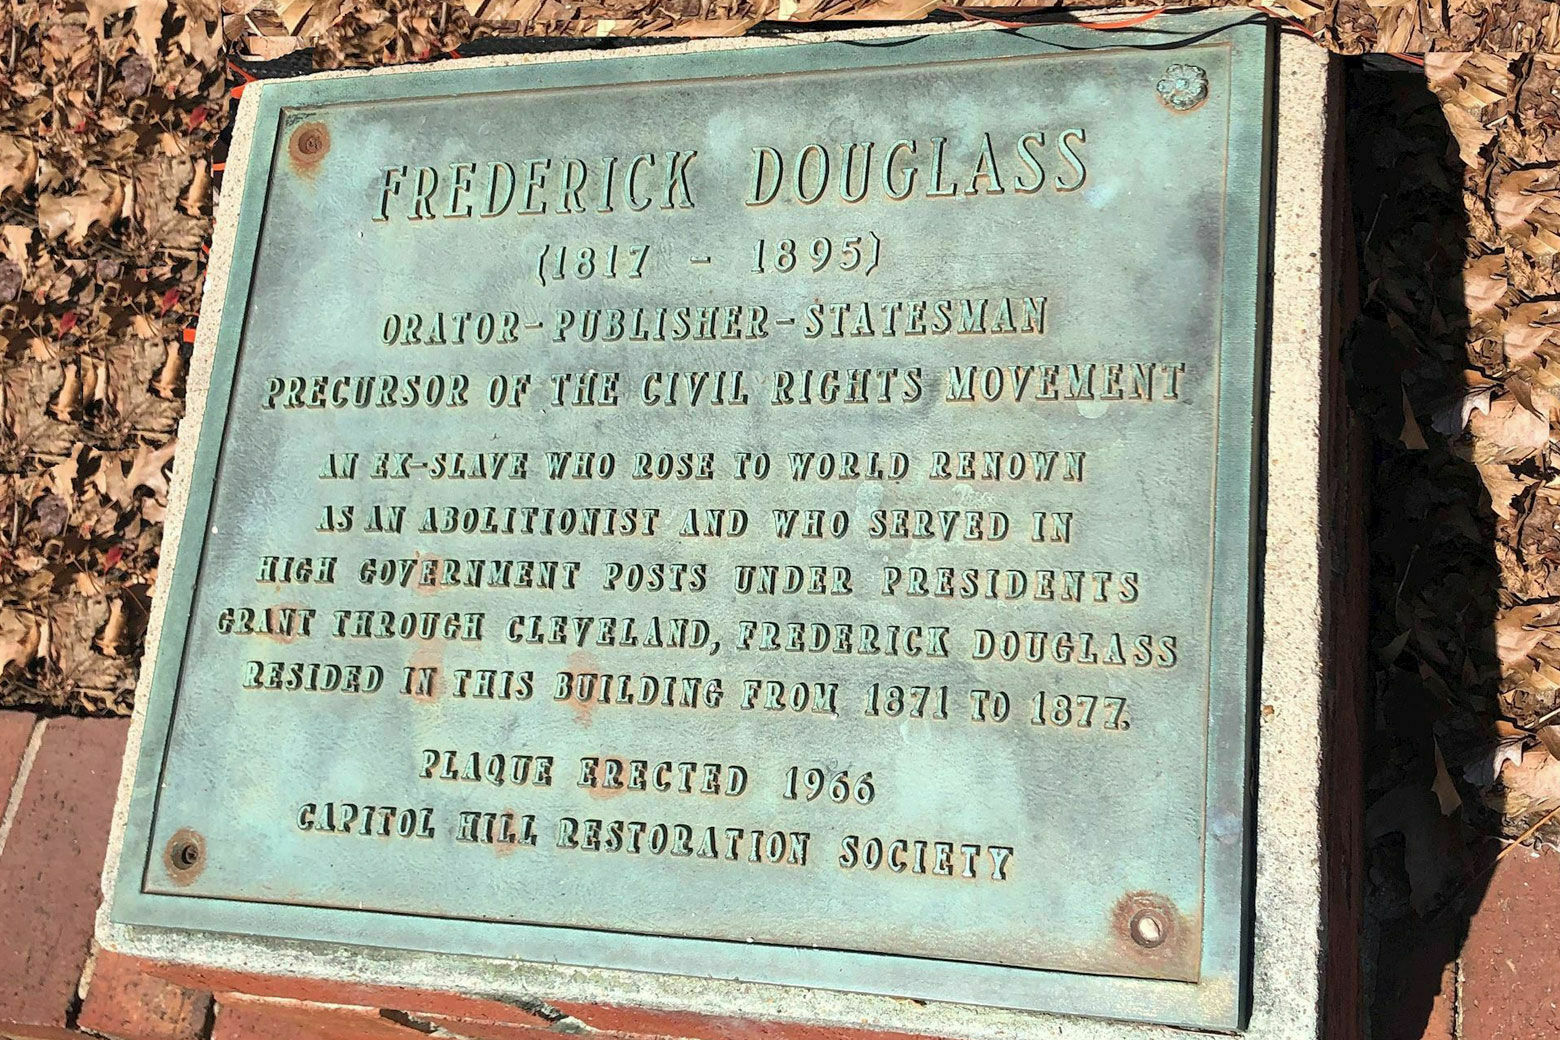 FREDERICK DOUGLASS
(1817 - 1895)
ORATOR-PUBLISHER-STATESMAN
PRECURSOR OF THE CIVIL RIGHTS MOVEMENT
AN EX-SLAVE WHO ROSE TO WORLD RENOWN
AS AN ABOLITIONIST AND WHO SERVED IN
HIGH GOVERNMENT POSTS UNDER PRESIDENTS
GRANT THROUGH CLEVELAND, FREDERICK DOUGLASS
RESIDED IN THIS BUILDING FROM 1871 TO 1877.
PLAQUE ERECTED 1966
CAPITOL HILL RESTORATION SOCIETY